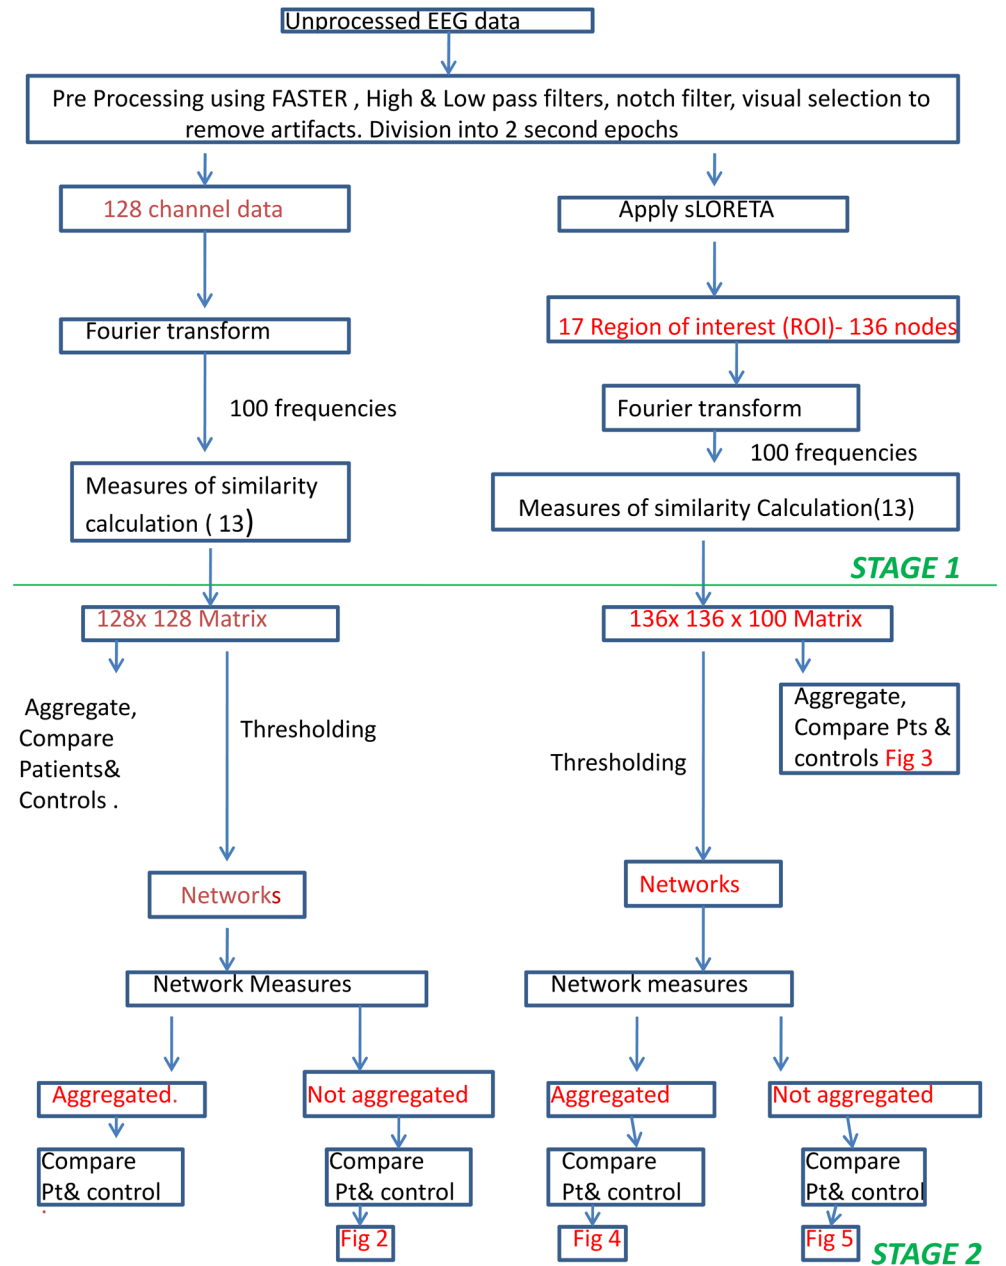 Unprocessed EEG data
Pre Processing using FASTER , High & Low pass filters, notch filter, visual selection to
remove artifacts. Division into 2 second epochs
128 channel data
Apply sLORETA
17 Region of interest (ROI)- 136 nodes
Fourier transform
Fourier transform
100 frequencies
100 frequencies
Measures of similarity
calculation ( 13)
Measures of similarity Calculation(13)
STAGE 1
128x 128 Matrix
136x 136 x 100 Matrix
Aggregate,
Compare
Patients&
Controls .
Thresholding
Thresholding
Aggregate,
Compare Pts &
controls Fig 3
Networks
Networks
Network Measures
Network measures
Aggregated.
Not aggregated
Aggregated
Not aggregated
Compare
Pt& control
Compare
Pt& control
Compare
Pt& control
Compare
Pt& control
Fig 2
Fig 4
Fig 5
STAGE 2